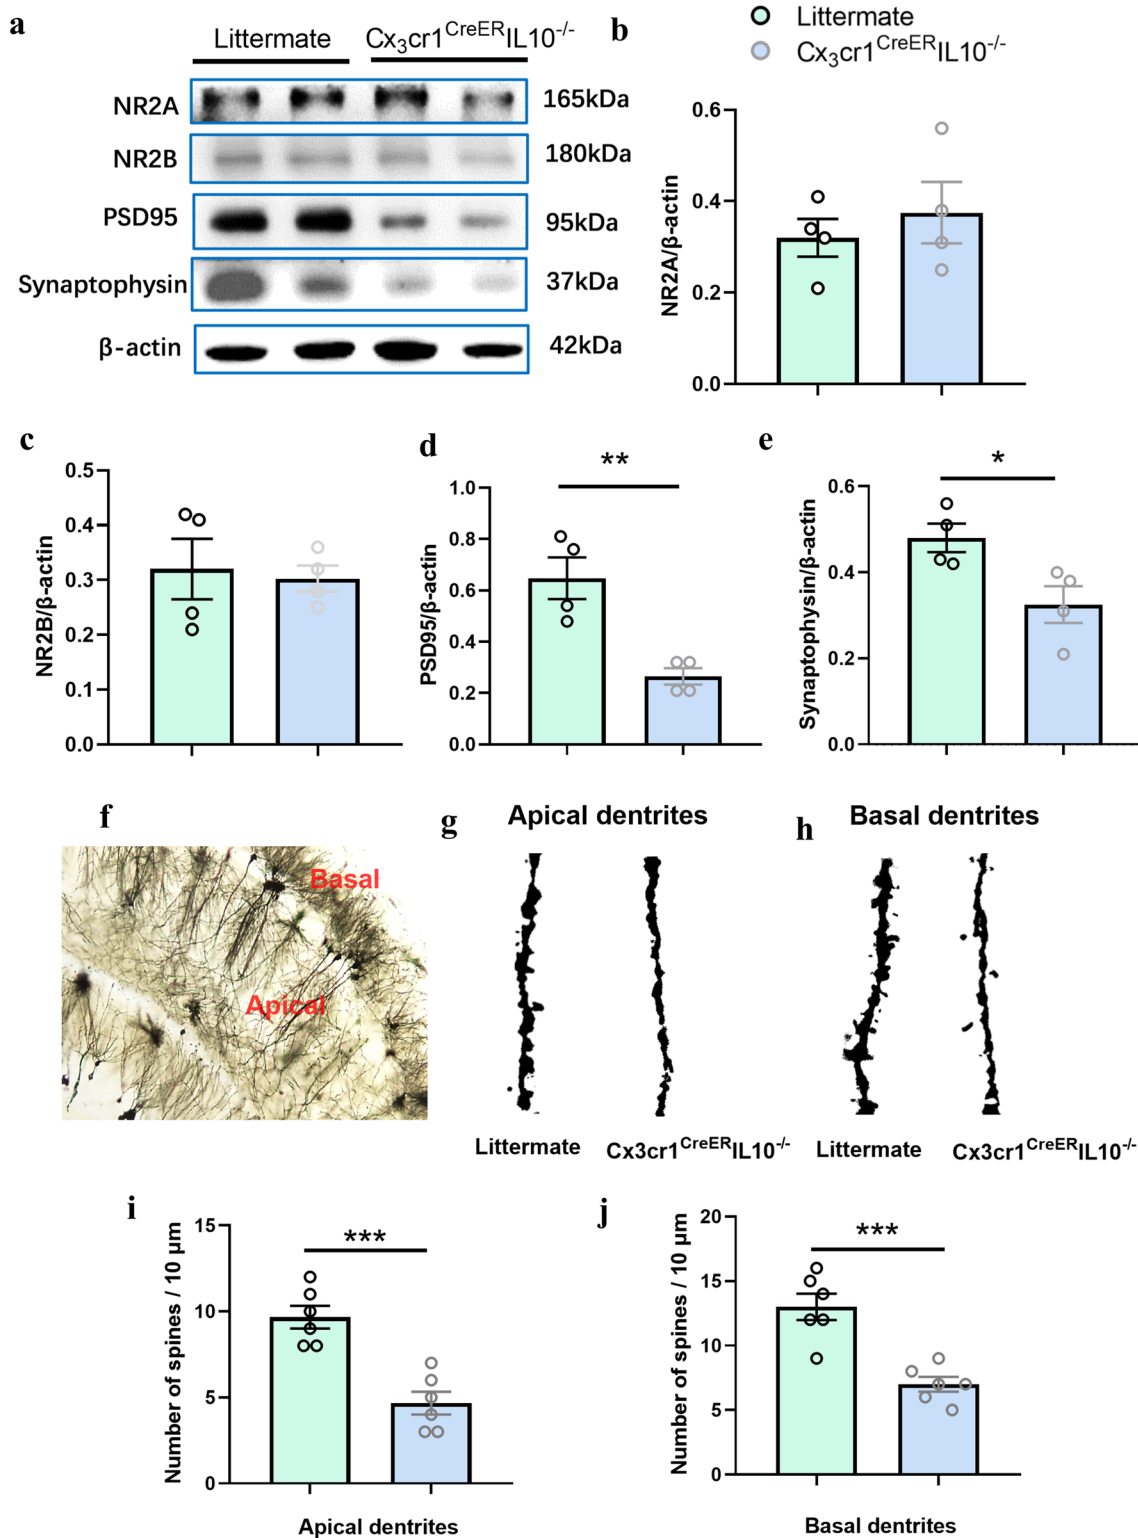 a
Littermate Cx3cr1CreERIL10-/-
NR2A 165kDa
NR2B 180kDa
PSD95 95kDa
Synaptophysin 37kDa
β-actin 42kDa
b
Littermate
Cx3cr1CreERIL10-/-
NR2A/β-actin
0.6
0.4
0.2
0.0
c
NR2B/β-actin
0.5
0.4
0.3
0.2
0.1
0.0
d
**
PSD95/β-actin
1.0
0.8
0.6
0.4
0.2
0.0
e
*
Synaptophysin/β-actin
0.6
0.4
0.2
0.0
f
Basal
Apical
g
Apical dentrites
Littermate Cx3cr1CreERIL10-/-
h
Basal dentrites
Littermate Cx3cr1CreERIL10-/-
i
***
Number of spines / 10 μm
15
10
5
0
Apical dentrites
j
***
Number of spines / 10 μm
20
15
10
5
0
Basal dentrites